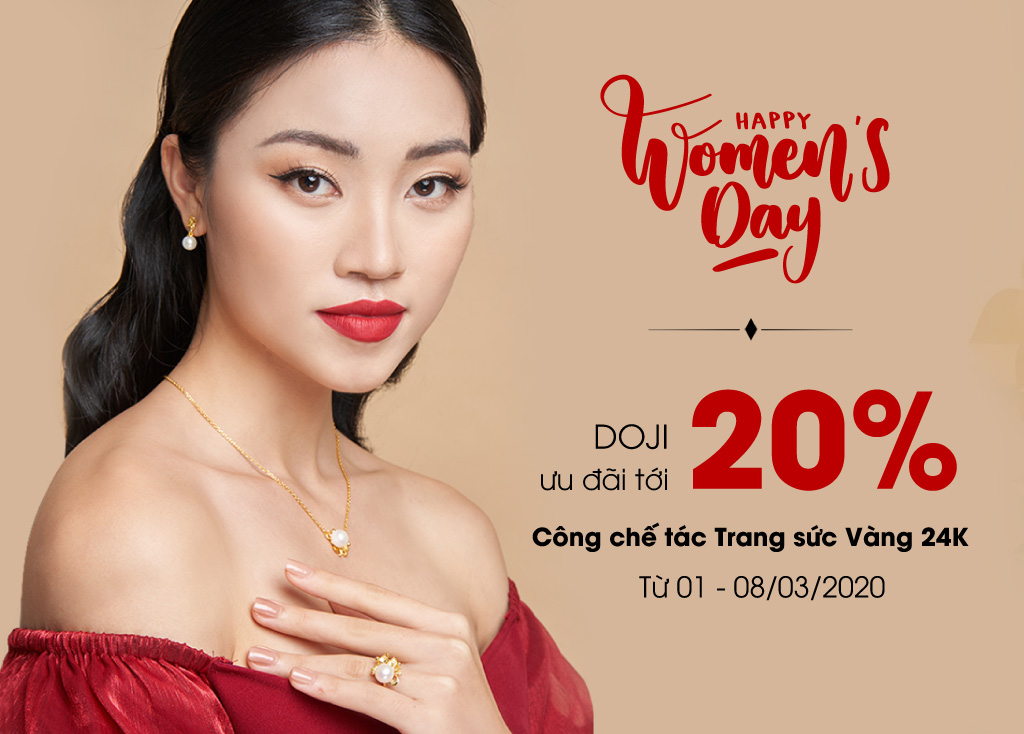 HAPPY
Women's
Day
DOJI
ưu đãi tới
20%
Công chế tác Trang sức Vàng 24K
Từ 01 - 08/03/2020